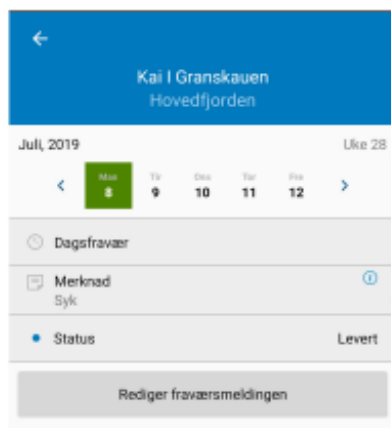 Kai I Granskauen
Hovedfjorden
Juli, 2019 Uke 28
Man Tir Ons Tor Fre
8 9 10 11 12
Dagsfravær
Merknad
Syk
Status Levert
Rediger fraværsmeldingen